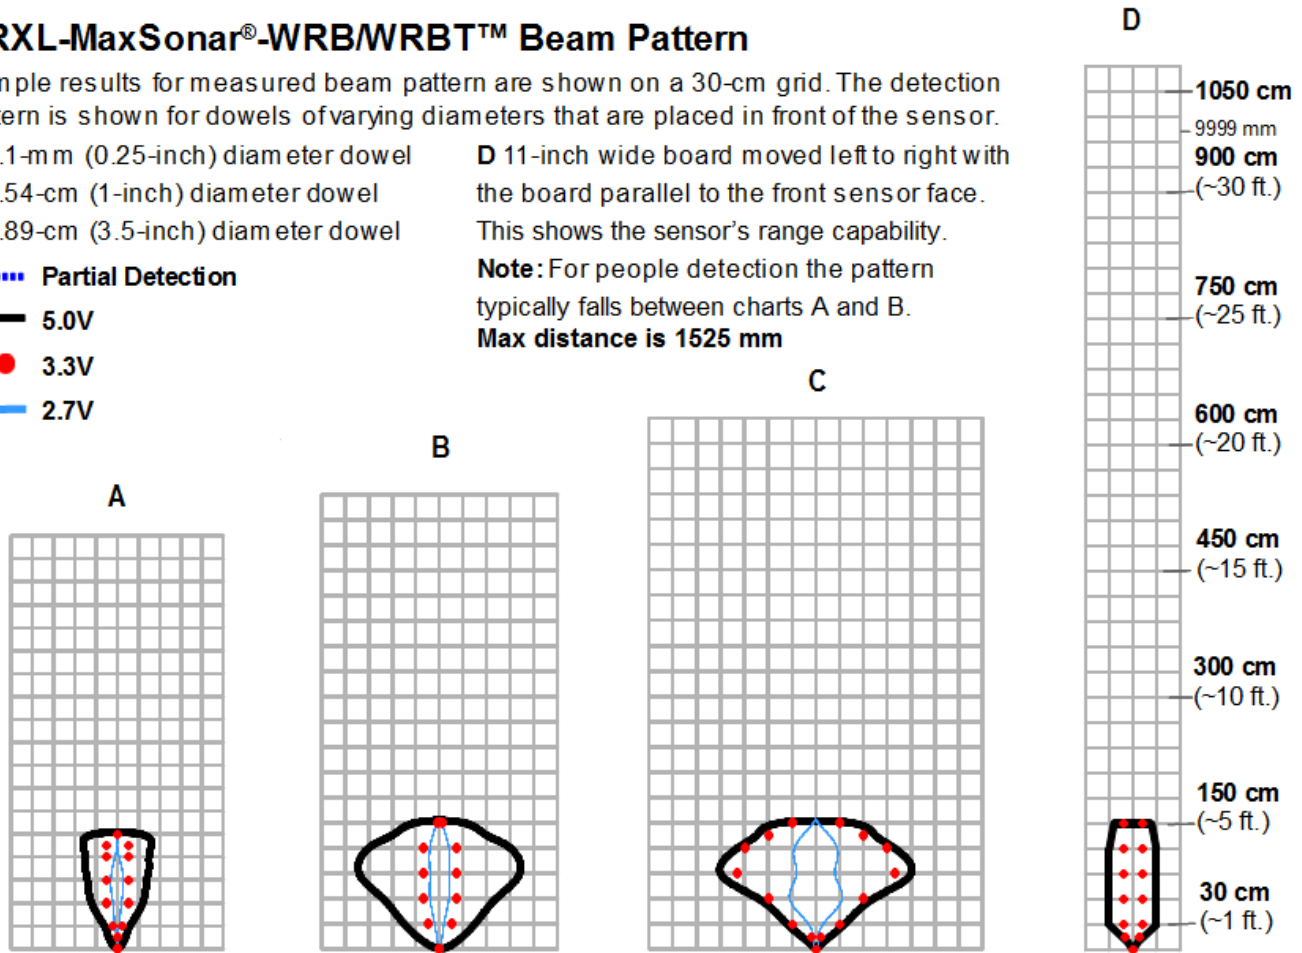 RXL-MaxSonar®-WRB/WRBT™ Beam Pattern
mple results for measured beam pattern are shown on a 30-cm grid. The detection
tern is shown for dowels of varying diameters that are placed in front of the sensor.
.1-mm (0.25-inch) diameter dowel
.54-cm (1-inch) diameter dowel
.89-cm (3.5-inch) diameter dowel
Partial Detection
5.0V
3.3V
2.7V
D 11-inch wide board moved left to right with
the board parallel to the front sensor face.
This shows the sensor's range capability.
Note: For people detection the pattern
typically falls between charts A and B.
Max distance is 1525 mm
A
B
C
D
1050 cm
9999 mm
900 cm
(~30 ft.)
750 cm
(~25 ft.)
600 cm
(~20 ft.)
450 cm
(~15 ft.)
300 cm
(~10 ft.)
150 cm
(~5 ft.)
30 cm
(~1 ft.)